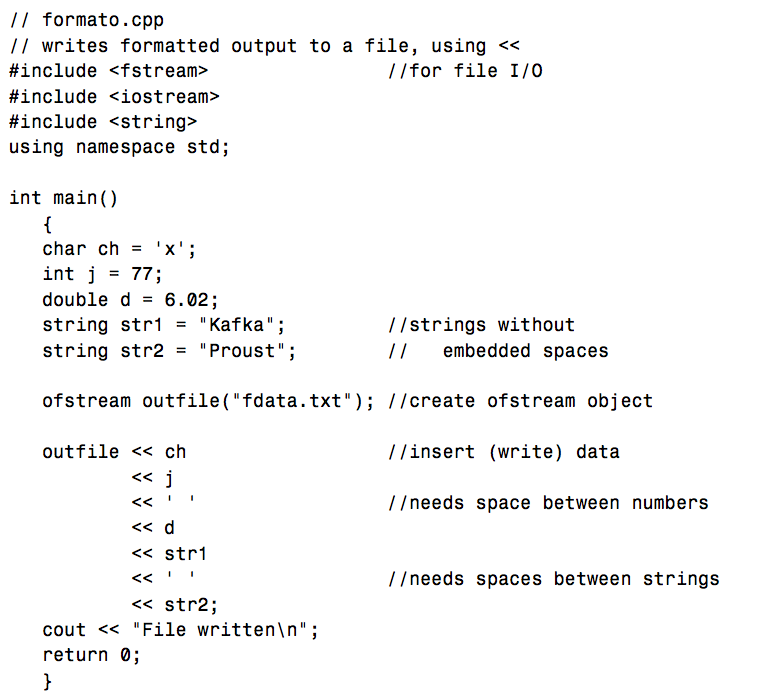 // formato.cpp
// writes formatted output to a file, using <<
#include <fstream>                //for file I/O
#include <iostream>
#include <string>
using namespace std;

int main()
   {
   char ch = 'x';
   int j = 77;
   double d = 6.02;
   string str1 = "Kafka";         //strings without
   string str2 = "Proust";        //   embedded spaces

   ofstream outfile("fdata.txt"); //create ofstream object

   outfile << ch                  //insert (write) data
           << j
           << ' '                 //needs space between numbers
           << d
           << str1
           << ' '                 //needs spaces between strings
           << str2;
   cout << "File written\n";
   return 0;
   }